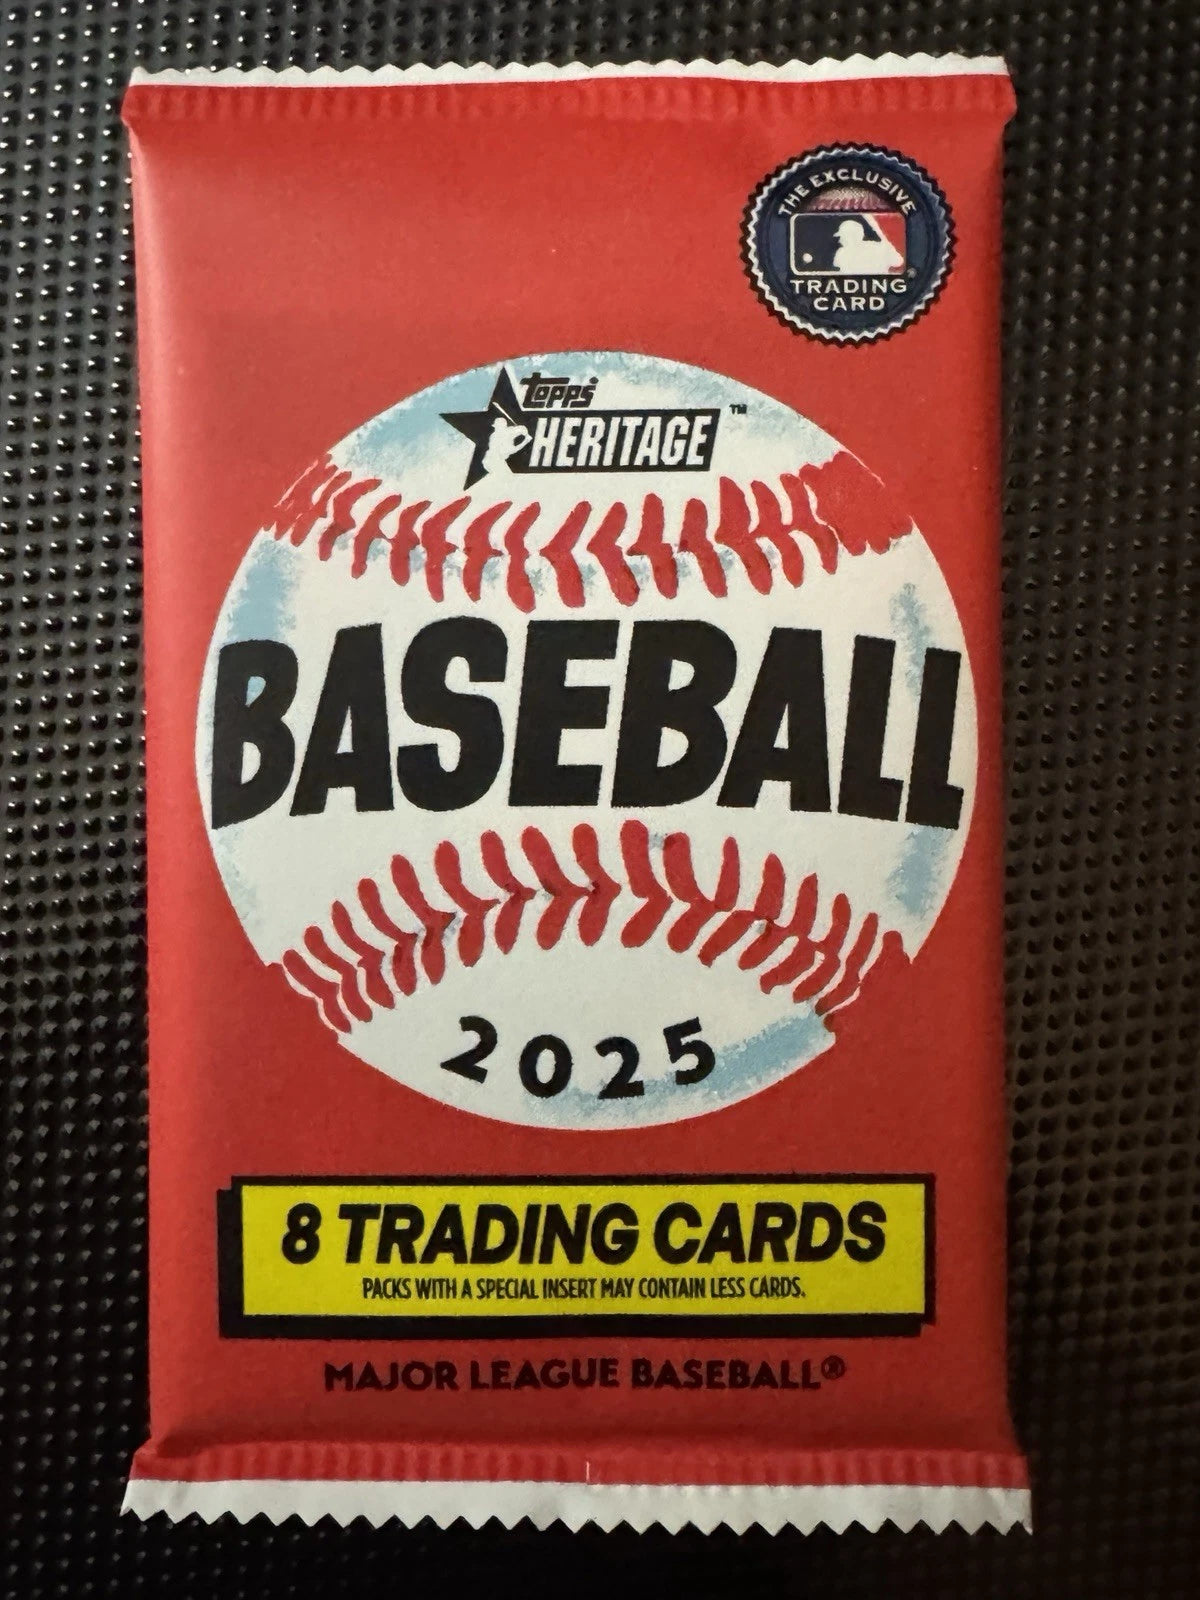 THE EXCLUSIVE
TRADING
CARD
Topps
HERITAGE™
BASEBALL
2025
8 TRADING CARDS
PACKS WITH A SPECIAL INSERT MAY CONTAIN LESS CARDS.
MAJOR LEAGUE BASEBALL®